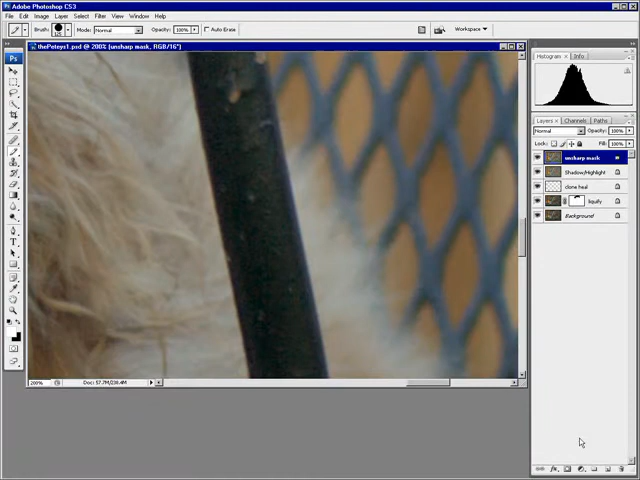 Adobe Photoshop CS3
File Edit Image Layer Select Filter View Window Help
Brush: Mode: Normal Opacity: 100% Auto Erase Workspace
Ps
thePeteys1.psd @ 200% (unsharp mask, RGB/16*)
Histogram Info
Layers Channels Paths
Normal Opacity: 100%
Lock: Fill: 100%
unsharp mask
Shadow/Highlight
clone heal
liquify
Background
200% Doc: 57.7M/238.4M